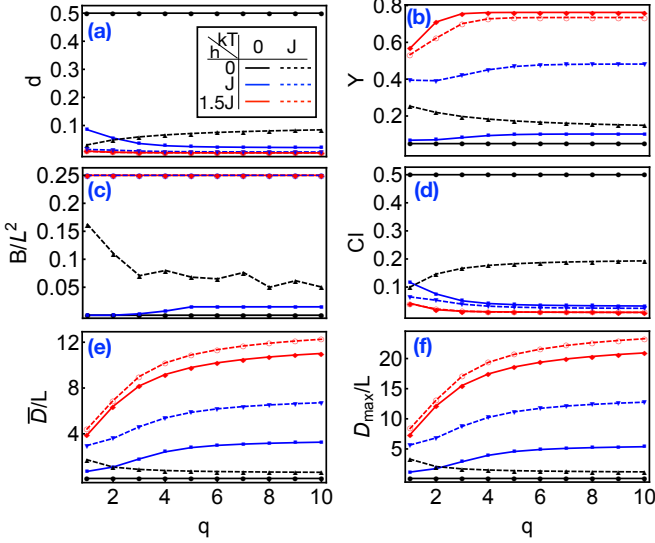 (a)
d
0.5
0.4
0.3
0.2
0.1
kT
h
0 J
0
J
1.5J
(b)
Y
0.8
0.6
0.4
0.2
(c)
B/L²
0.25
0.20
0.15
0.10
0.05
(d)
CI
0.5
0.4
0.3
0.2
0.1
(e)
D̅/L
12
8
4
2 4 6 8 10
q
(f)
D_max/L
20
15
10
5
2 4 6 8 10
q